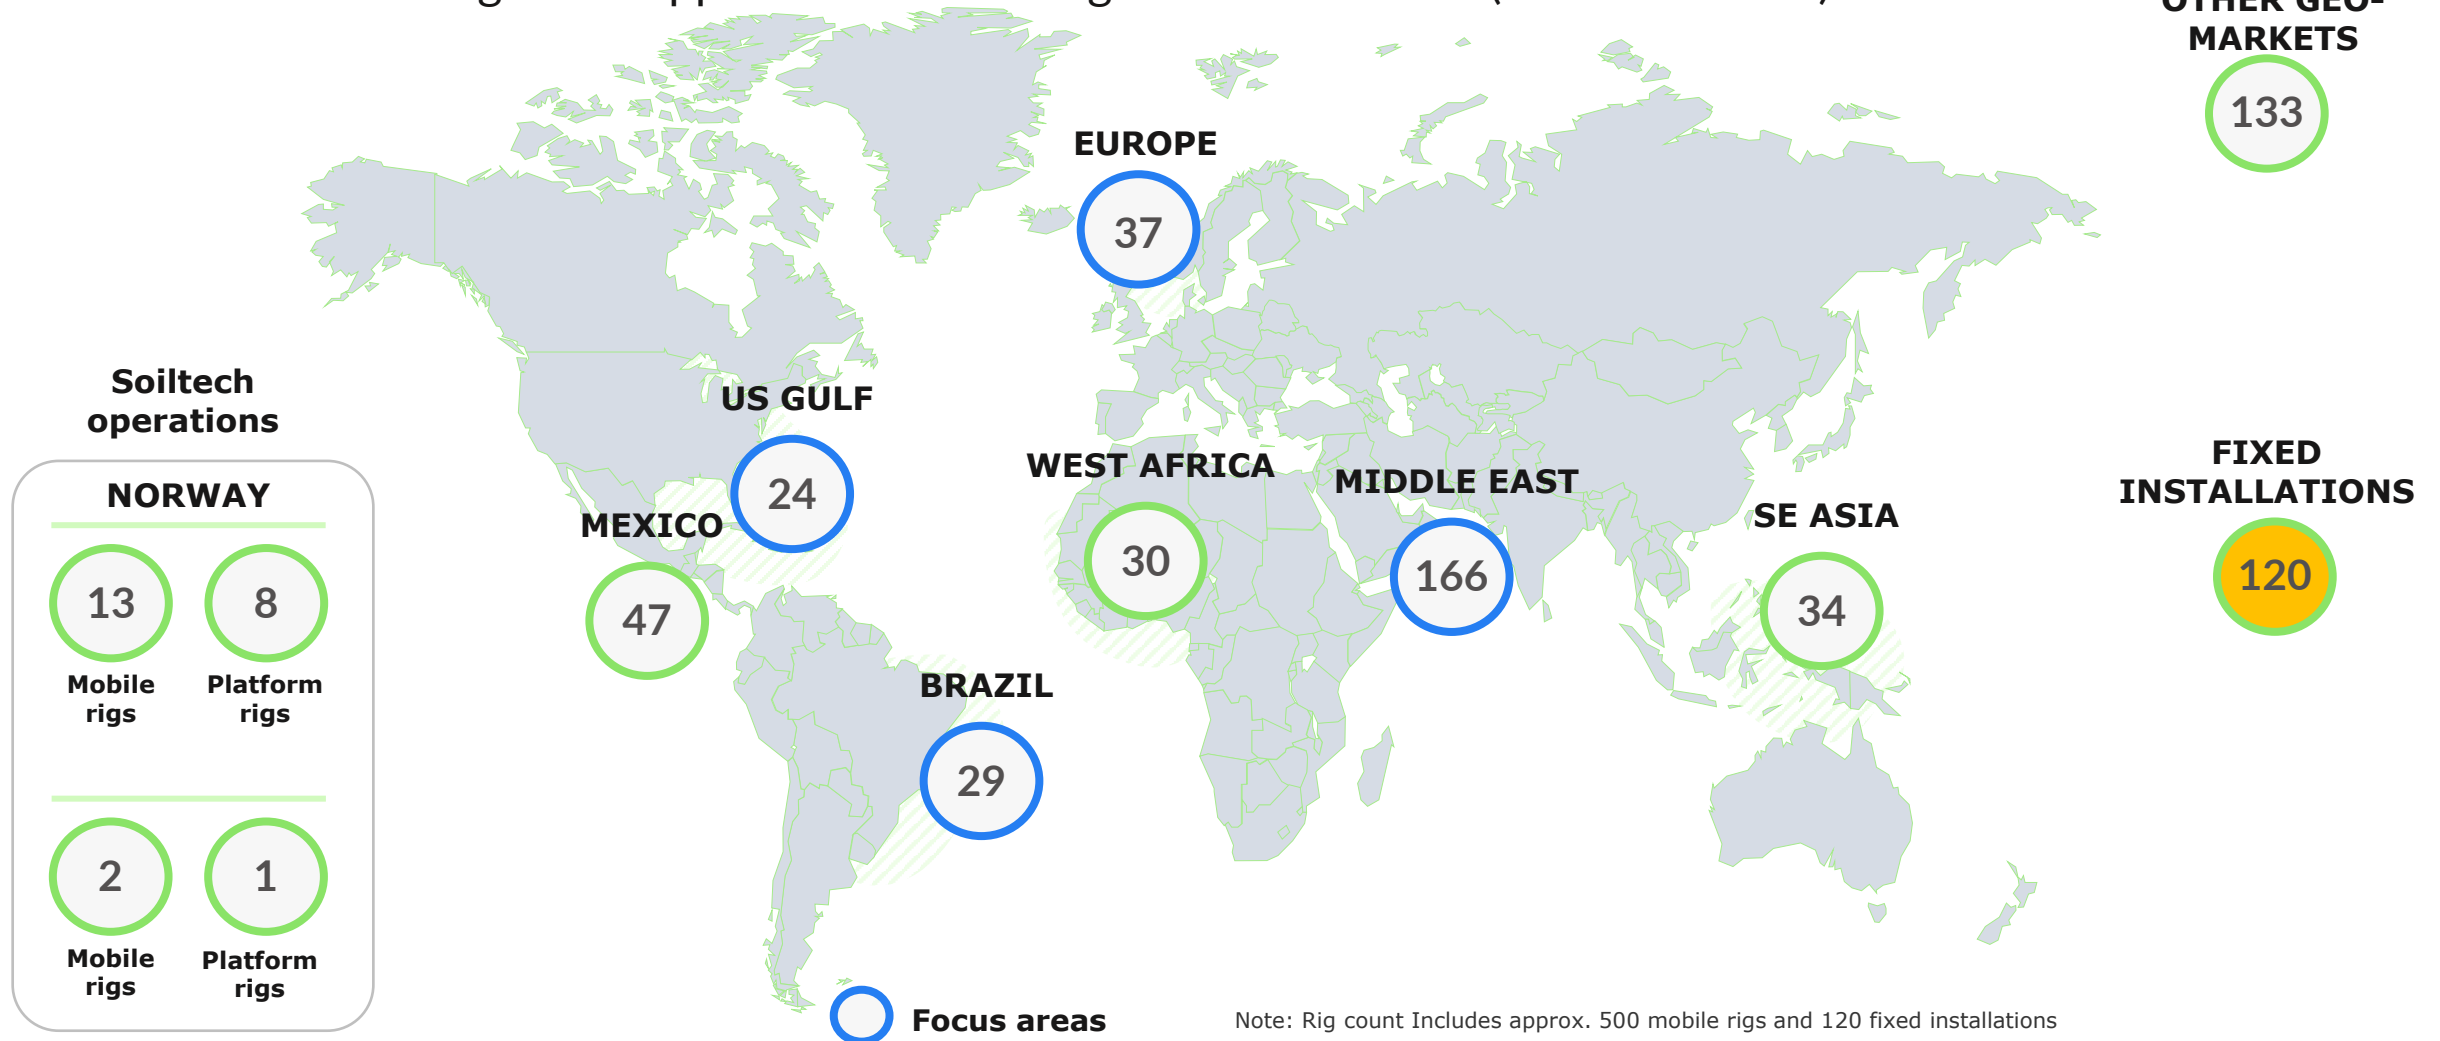 OTHER GEO-
MARKETS
133
EUROPE
37
Soiltech
operations
NORWAY
13
8
Mobile
rigs
Platform
rigs
2
1
Mobile
rigs
Platform
rigs
US GULF
24
MEXICO
47
BRAZIL
29
WEST AFRICA
30
MIDDLE EAST
166
SE ASIA
34
FIXED
INSTALLATIONS
120
Focus areas
Note: Rig count Includes approx. 500 mobile rigs and 120 fixed installations